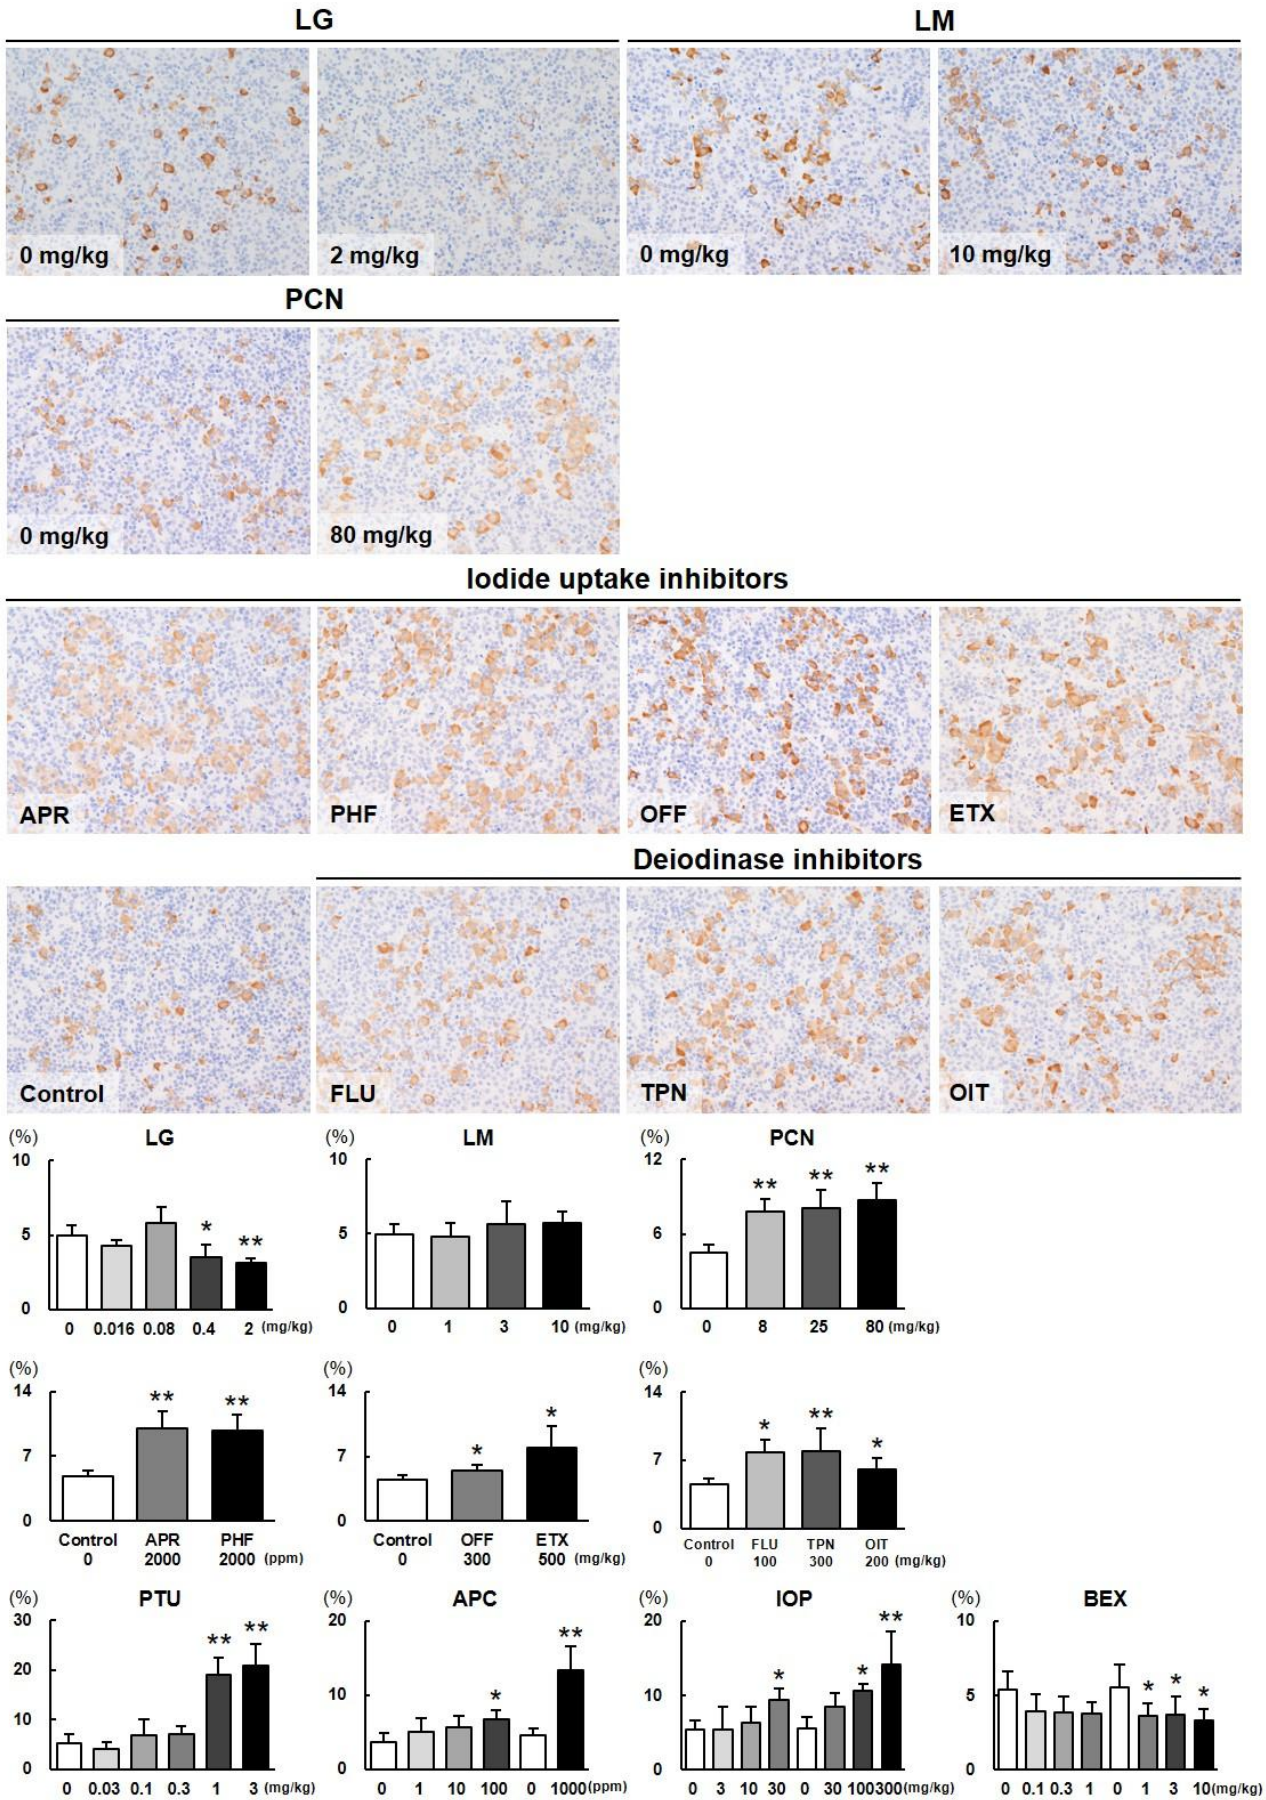 LG LM
0 mg/kg 2 mg/kg 0 mg/kg 10 mg/kg
PCN
0 mg/kg 80 mg/kg
Iodide uptake inhibitors
APR PHF OFF ETX
Deiodinase inhibitors
Control FLU TPN OIT
(%) LG (%) LM (%) PCN
10 10 12
** ** **
* **
5 5 6
0 0 0
0 0.016 0.08 0.4 2 (mg/kg) 0 1 3 10 (mg/kg) 0 8 25 80 (mg/kg)
(%) (%) (%)
14 14 14
** ** * * * ** *
7 7 7
0 0 0
Control APR PHF Control OFF ETX Control FLU TPN OIT
0 2000 2000 (ppm) 0 300 500 (mg/kg) 0 100 300 200 (mg/kg)
(%) PTU (%) APC (%) IOP (%) BEX
30 20 20 10
** ** * ** * * ** * * *
20
10 10 5
10
0 0 0 0
0 0.03 0.1 0.3 1 3 (mg/kg) 0 1 10 100 0 1000 (ppm) 0 3 10 30 0 30 100 300 (mg/kg) 0 0.1 0.3 1 0 1 3 10 (mg/kg)